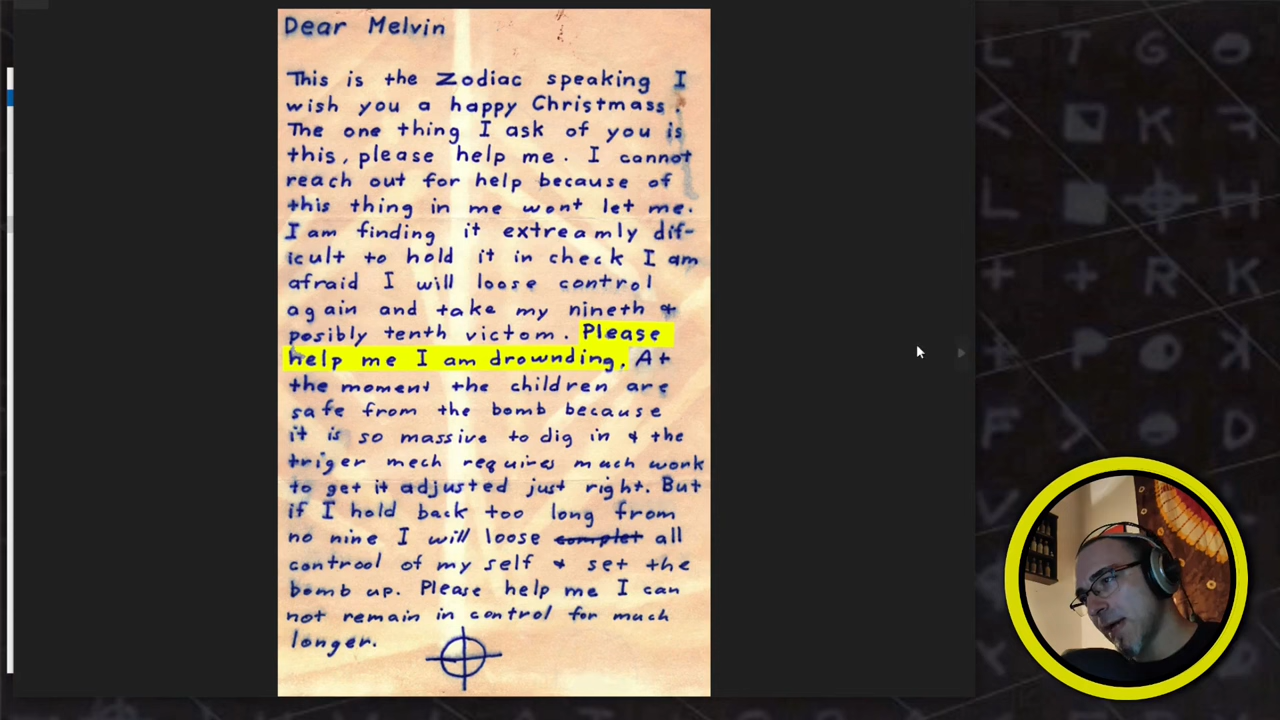 Dear Melvin
This is the Zodiac speaking I
wish you a happy Christmass.
The one thing I ask of you is
this, please help me. I cannot
reach out for help because of
this thing in me wont let me.
I am finding it extreamly dif-
icult to hold it in check I am
afraid I will loose control
again and take my nineth &
posibly tenth victom. Please
help me I am drownding. At
the moment the children are
safe from the bomb because
it is so massive to dig in & the
triger mech requires much work
to get it adjusted just right. But
if I hold back too long from
no nine I will loose complet all
controol of my self & set the
bomb up. Please help me I can
not remain in control for much
longer.
L T G
K
L H
+ + R K
P
F D